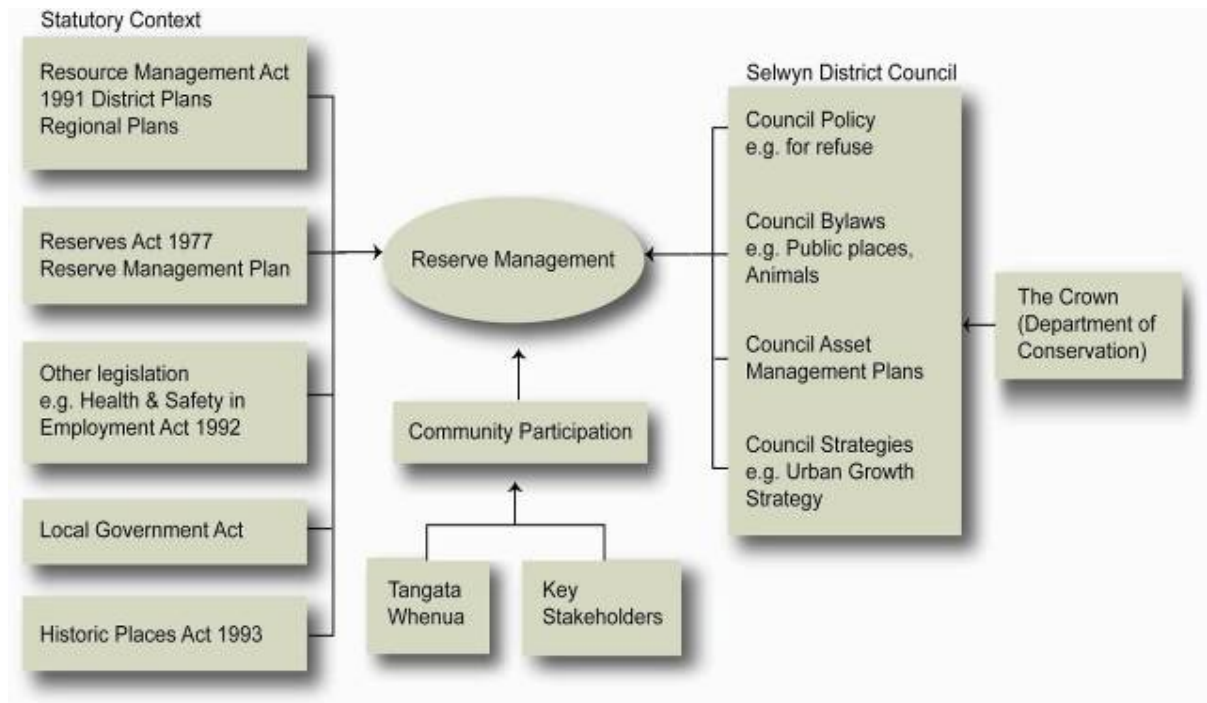 Statutory Context
Resource Management Act
1991 District Plans
Regional Plans
Reserves Act 1977
Reserve Management Plan
Other legislation
e.g. Health & Safety in
Employment Act 1992
Local Government Act
Historic Places Act 1993
Reserve Management
Community Participation
Tangata
Whenua
Key
Stakeholders
Selwyn District Council
Council Policy
e.g. for refuse
Council Bylaws
e.g. Public places,
Animals
Council Asset
Management Plans
Council Strategies
e.g. Urban Growth
Strategy
The Crown
(Department of
Conservation)